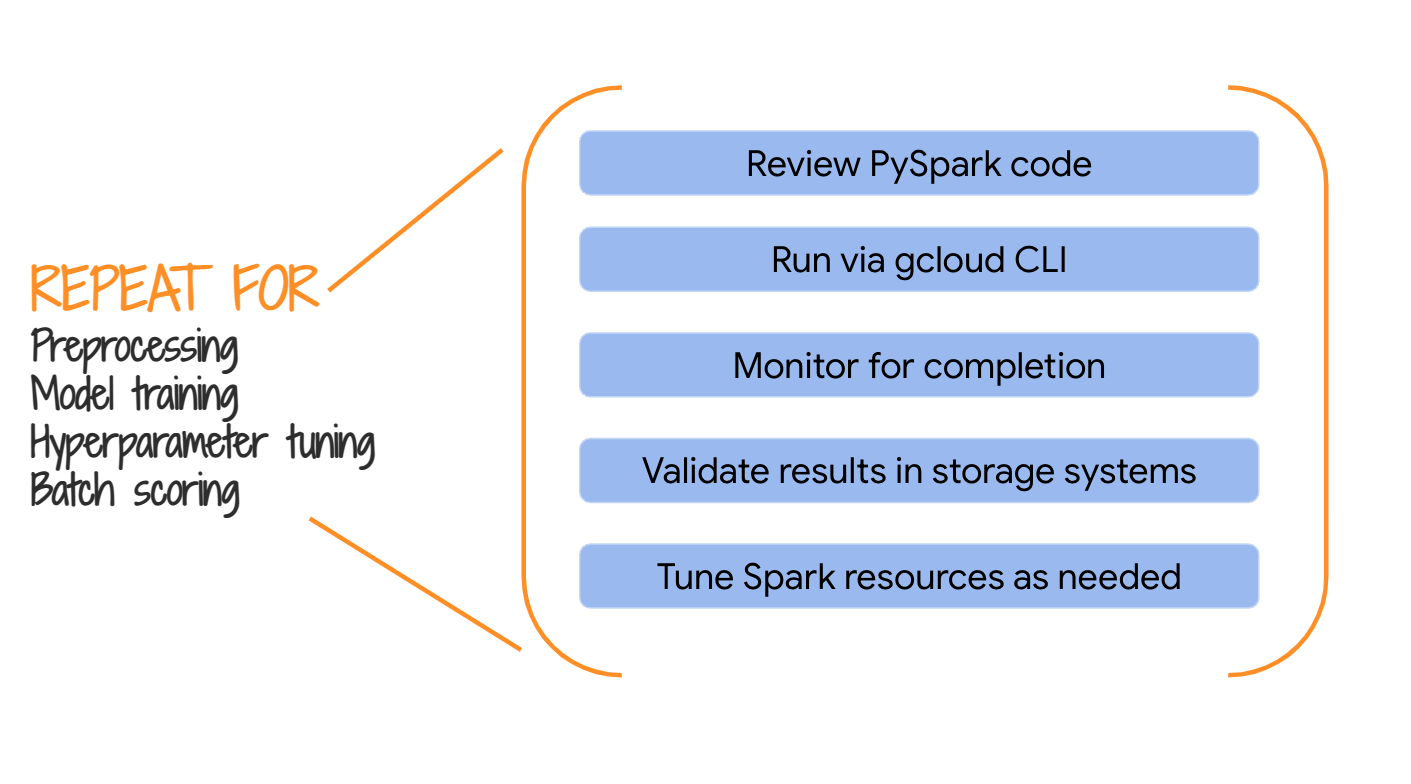 REPEAT FOR
Preprocessing
Model training
Hyperparameter tuning
Batch scoring
Review PySpark code
Run via gcloud CLI
Monitor for completion
Validate results in storage systems
Tune Spark resources as needed